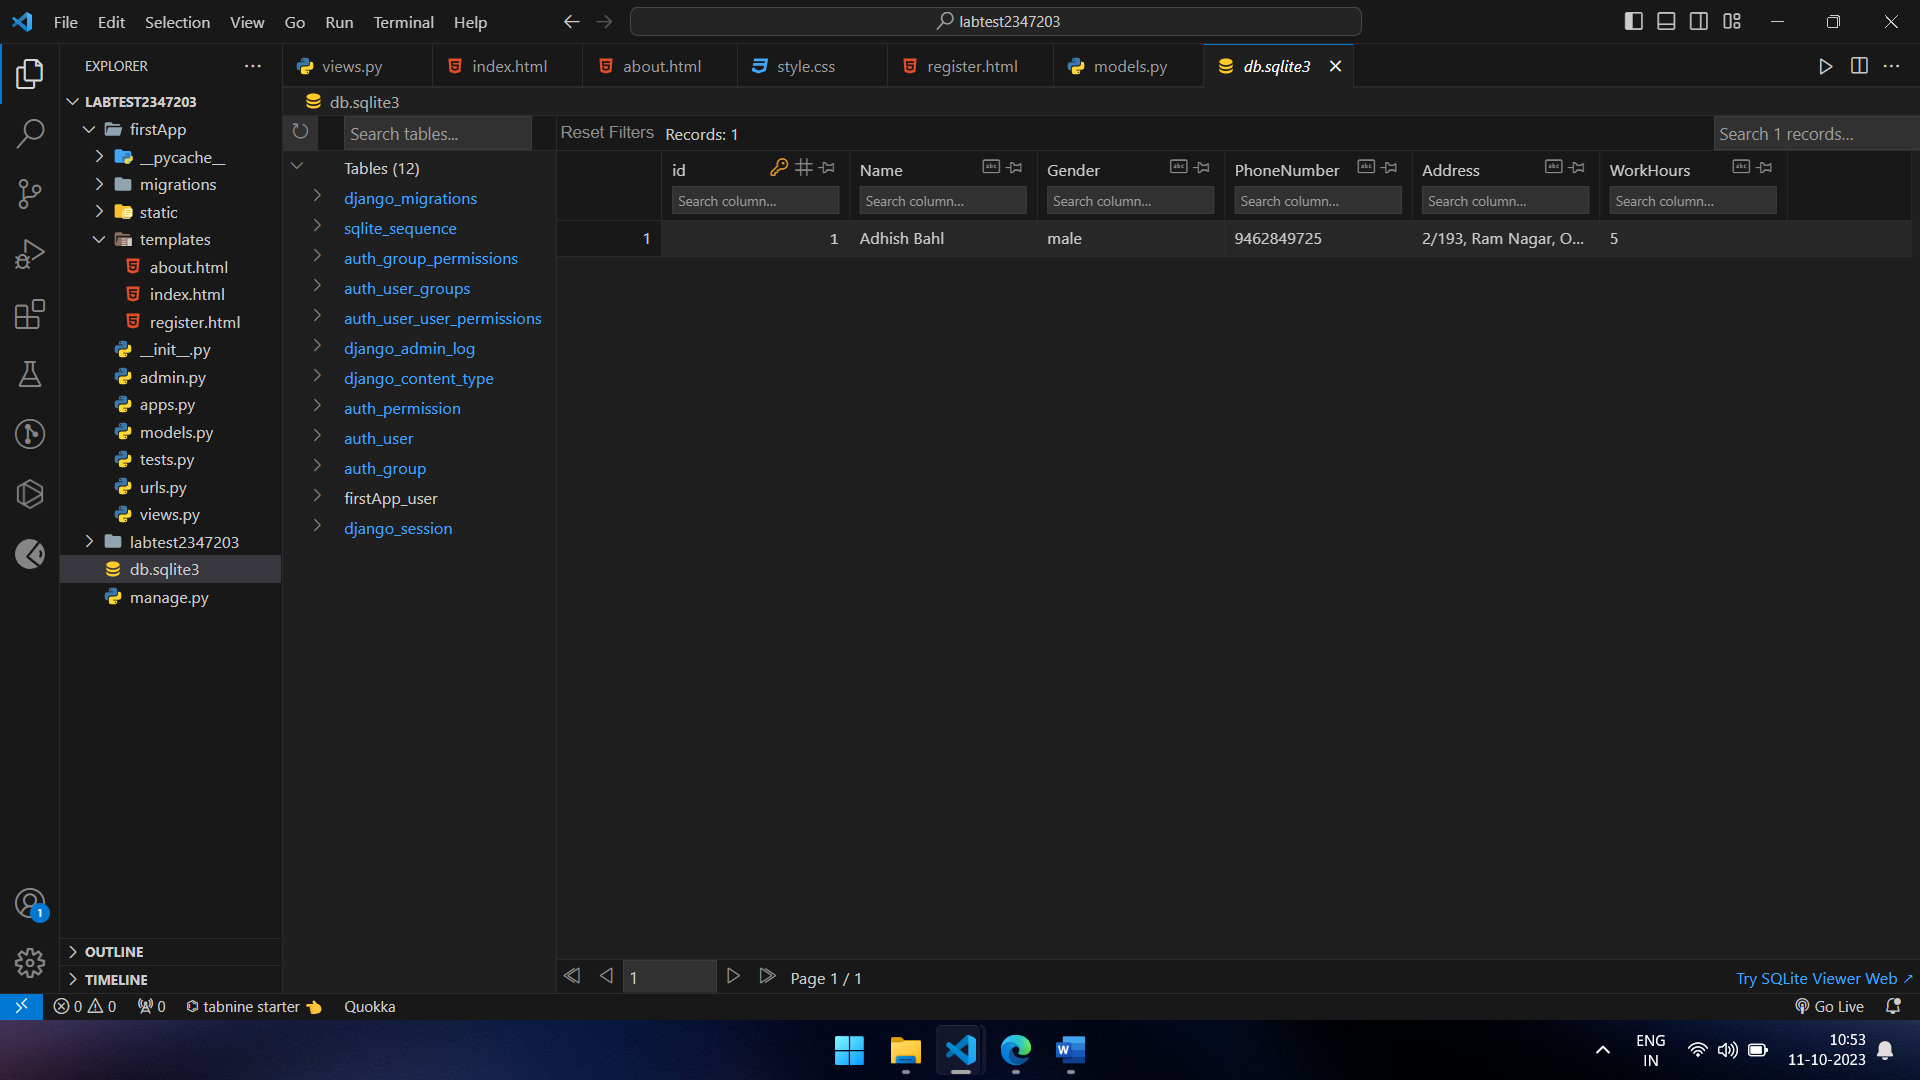 File Edit Selection View Go Run Terminal Help
labtest2347203
EXPLORER
views.py
index.html
about.html
style.css
register.html
models.py
db.sqlite3
LABTEST2347203
firstApp
__pycache__
migrations
static
templates
about.html
index.html
register.html
__init__.py
admin.py
apps.py
models.py
tests.py
urls.py
views.py
labtest2347203
db.sqlite3
manage.py
OUTLINE
TIMELINE
db.sqlite3
Search tables...
Tables (12)
django_migrations
sqlite_sequence
auth_group_permissions
auth_user_groups
auth_user_user_permissions
django_admin_log
django_content_type
auth_permission
auth_user
auth_group
firstApp_user
django_session
Reset Filters Records: 1
Search 1 records...
id Name Gender PhoneNumber Address WorkHours
Search column... Search column... Search column... Search column... Search column... Search column...
1 1 Adhish Bahl male 9462849725 2/193, Ram Nagar, O... 5
1 Page 1 / 1
Try SQLite Viewer Web
1
0 0 0 tabnine starter Quokka
Go Live
ENG
IN
10:53
11-10-2023